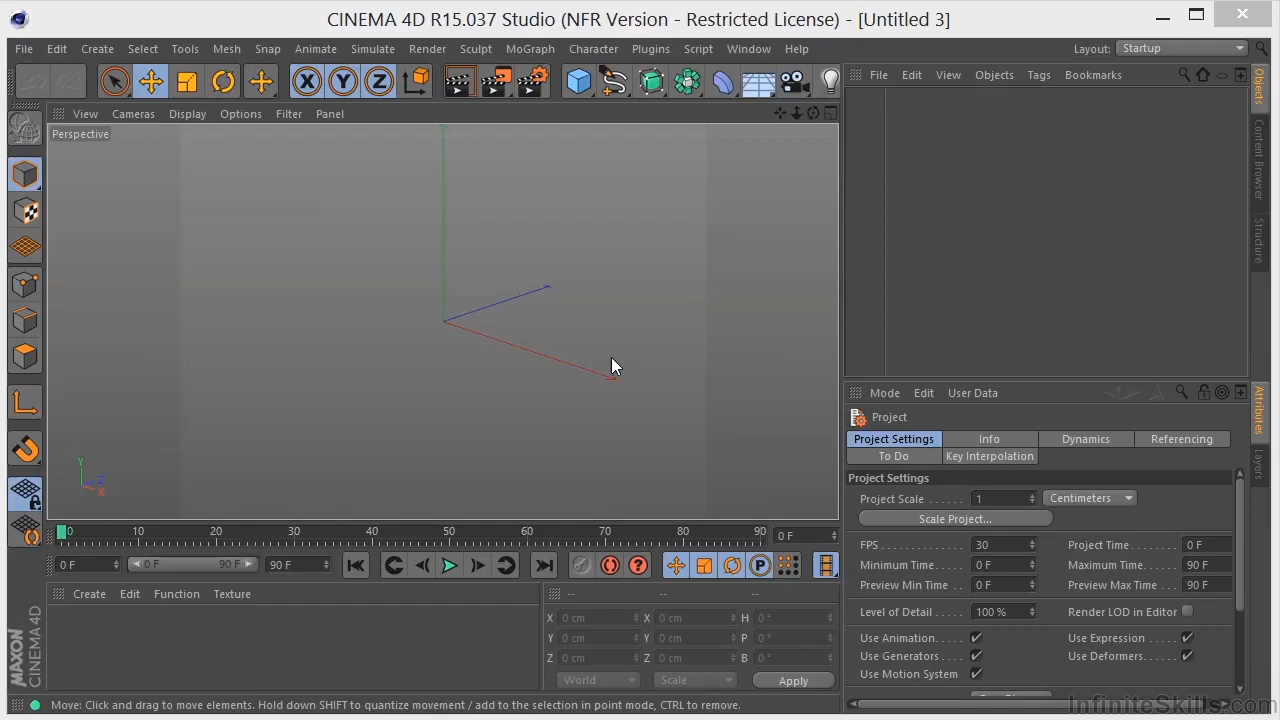 CINEMA 4D R15.037 Studio (NFR Version - Restricted License) - [Untitled 3]
File Edit Create Select Tools Mesh Snap Animate Simulate Render Sculpt MoGraph Character Plugins Script Window Help Layout: Startup
X Y Z
File Edit View Objects Tags Bookmarks
Objects
Content Browser
Structure
View Cameras Display Options Filter Panel
Perspective
Y
Z
X
Mode Edit User Data
Attributes
Layers
Project
Project Settings Info Dynamics Referencing
To Do Key Interpolation
Project Settings
Project Scale 1 Centimeters
Scale Project...
FPS 30 Project Time 0 F
Minimum Time 0 F Maximum Time 90 F
Preview Min Time 0 F Preview Max Time 90 F
Level of Detail 100 % Render LOD in Editor
Use Animation Use Expression
Use Generators Use Deformers
Use Motion System
0 10 20 30 40 50 60 70 80 90 0 F
0 F 0 F 90 F 90 F P
Create Edit Function Texture
-- -- --
X 0 cm X 0 cm H 0 °
Y 0 cm Y 0 cm P 0 °
Z 0 cm Z 0 cm B 0 °
World Scale Apply
MAXON CINEMA 4D
Move: Click and drag to move elements. Hold down SHIFT to quantize movement / add to the selection in point mode, CTRL to remove.
InfiniteSkills.com